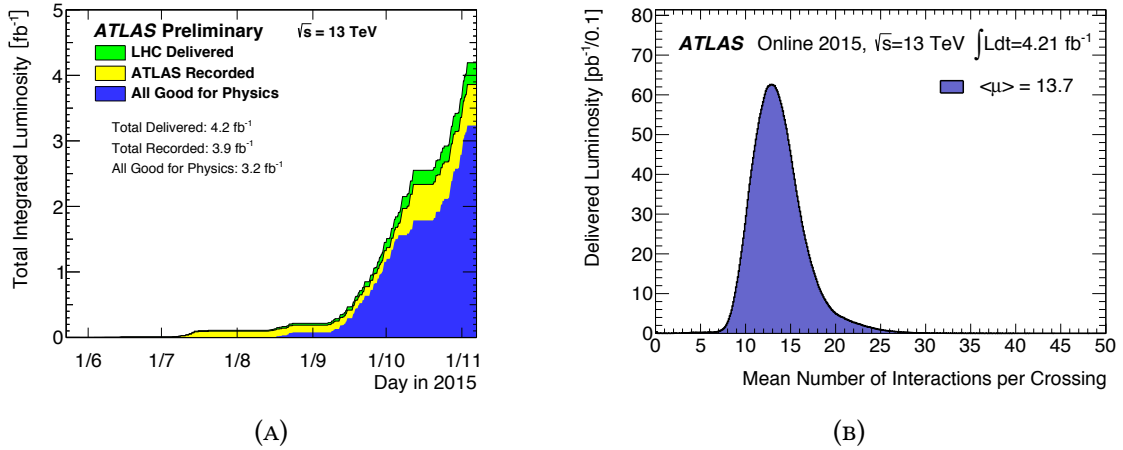 ATLAS Preliminary √s = 13 TeV
LHC Delivered
ATLAS Recorded
All Good for Physics
Total Delivered: 4.2 fb⁻¹
Total Recorded: 3.9 fb⁻¹
All Good for Physics: 3.2 fb⁻¹
Total Integrated Luminosity [fb⁻¹]
5
4
3
2
1
0
1/6 1/7 1/8 1/9 1/10 1/11
Day in 2015
(A)
ATLAS Online 2015, √s=13 TeV ∫Ldt=4.21 fb⁻¹
<μ> = 13.7
Delivered Luminosity [pb⁻¹/0.1]
80
70
60
50
40
30
20
10
0
0 5 10 15 20 25 30 35 40 45 50
Mean Number of Interactions per Crossing
(B)